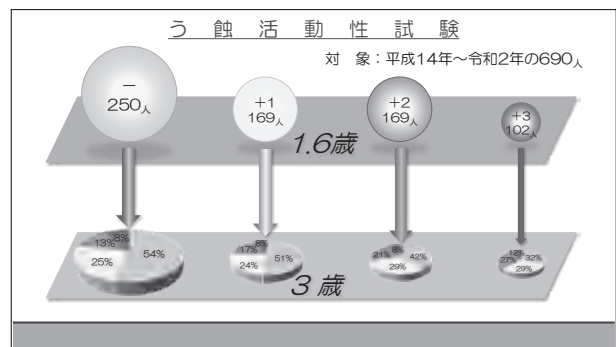 う蝕活動性試験
対 象：平成14年～令和2年の690人
－
250人
+1
169人
+2
169人
+3
102人
1.6歳
13% 8% 54% 25%
17% 8% 51% 24%
21% 8% 42% 29%
27% 12% 32% 29%
3歳